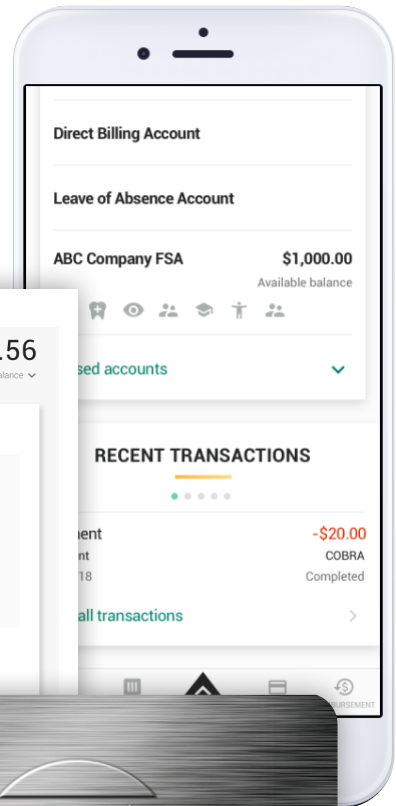 Direct Billing Account
Leave of Absence Account
ABC Company FSA $1,000.00
Available balance
.56
sed accounts
RECENT TRANSACTIONS
-$20.00
COBRA
18 Completed
all transactions